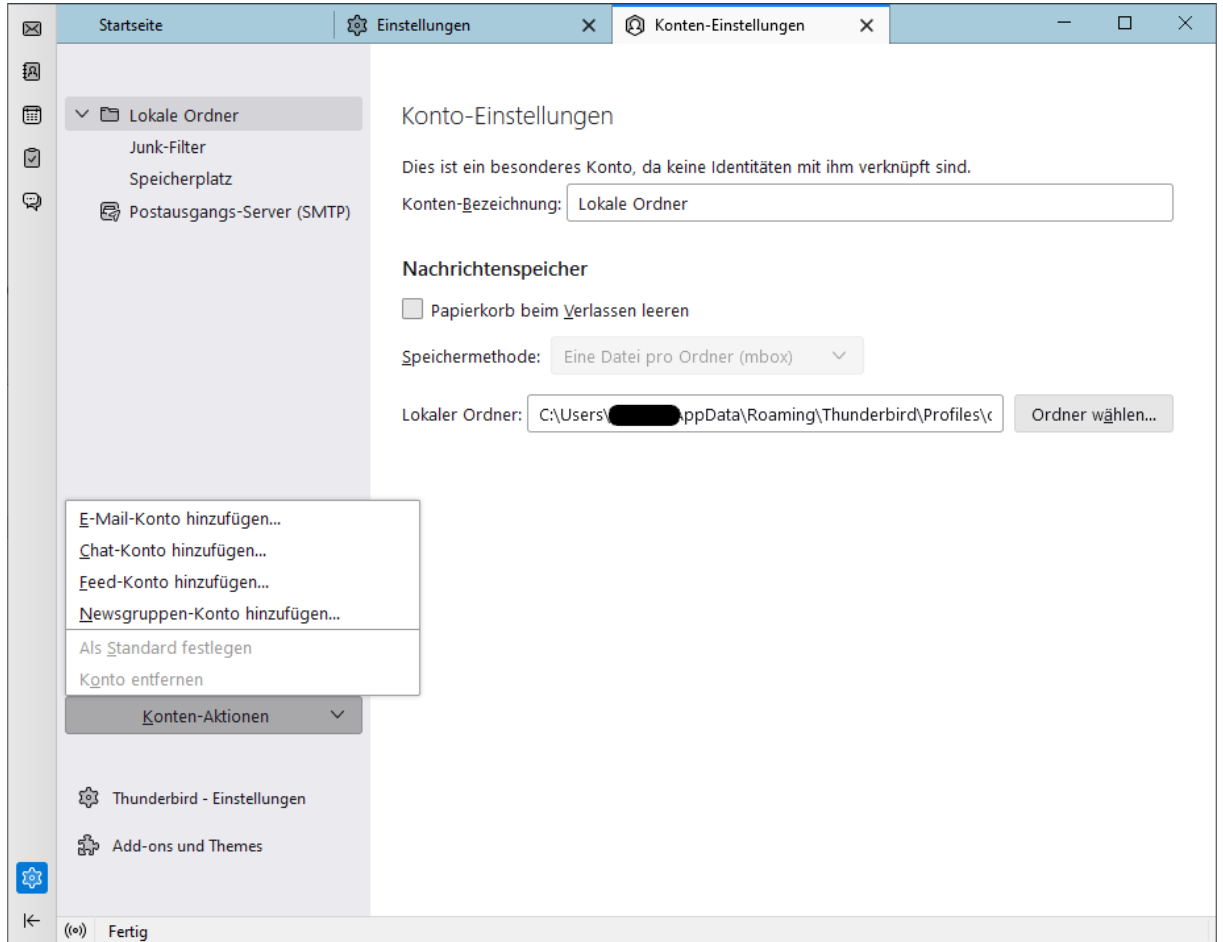 Startseite
Einstellungen
Konten-Einstellungen
Lokale Ordner
Junk-Filter
Speicherplatz
Postausgangs-Server (SMTP)
Konto-Einstellungen
Dies ist ein besonderes Konto, da keine Identitäten mit ihm verknüpft sind.
Konten-Bezeichnung: Lokale Ordner
Nachrichtenspeicher
Papierkorb beim Verlassen leeren
Speichermethode: Eine Datei pro Ordner (mbox)
Lokaler Ordner: C:\Users\ ppData\Roaming\Thunderbird\Profiles\ Ordner wählen...
E-Mail-Konto hinzufügen...
Chat-Konto hinzufügen...
Feed-Konto hinzufügen...
Newsgruppen-Konto hinzufügen...
Als Standard festlegen
Konto entfernen
Konten-Aktionen
Thunderbird - Einstellungen
Add-ons und Themes
Fertig